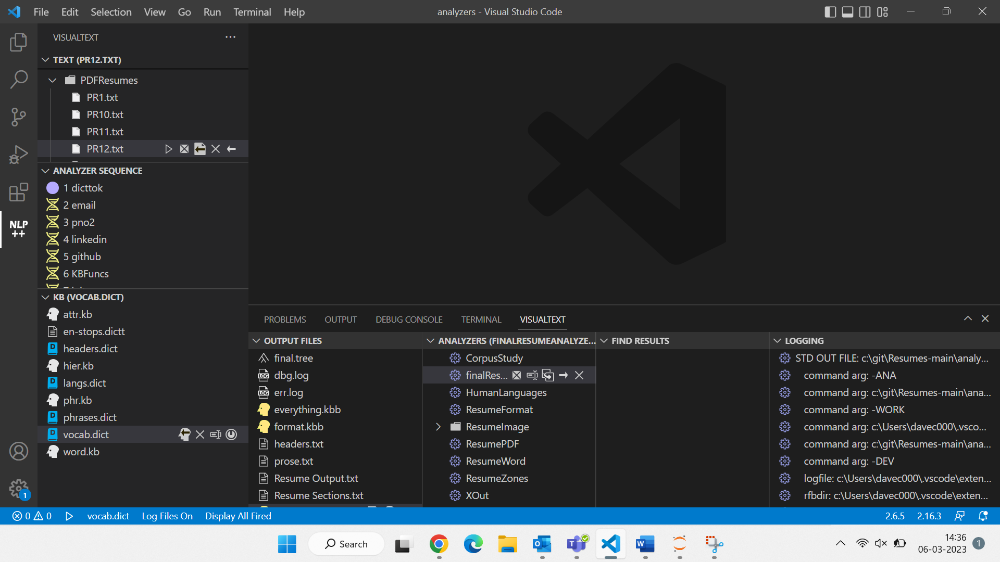 File Edit Selection View Go Run Terminal Help
analyzers - Visual Studio Code
VISUALTEXT
TEXT (PR12.TXT)
PDFResumes
PR1.txt
PR10.txt
PR11.txt
PR12.txt
ANALYZER SEQUENCE
1 dicttok
2 email
3 pno2
4 linkedin
5 github
6 KBFuncs
NLP
++
KB (VOCAB.DICT)
attr.kb
en-stops.dictt
headers.dict
hier.kb
langs.dict
phr.kb
phrases.dict
vocab.dict
word.kb
1
PROBLEMS OUTPUT DEBUG CONSOLE TERMINAL VISUALTEXT
OUTPUT FILES
final.tree
dbg.log
err.log
everything.kbb
format.kbb
headers.txt
prose.txt
Resume Output.txt
Resume Sections.txt
ANALYZERS (FINALRESUMEANALYZE...
CorpusStudy
finalRes...
HumanLanguages
ResumeFormat
ResumeImage
ResumePDF
ResumeWord
ResumeZones
XOut
FIND RESULTS
LOGGING
STD OUT FILE: c:\git\Resumes-main\analy...
command arg: -ANA
command arg: c:\git\Resumes-main\ana...
command arg: -WORK
command arg: c:\Users\davec000\.vsco...
command arg: c:\git\Resumes-main\ana...
command arg: -DEV
logfile: c:\Users\davec000\.vscode\exten...
rfbdir: c:\Users\davec000\.vscode\exten...
0 0 vocab.dict Log Files On Display All Fired 2.6.5 2.16.3
Search
14:36
06-03-2023
1